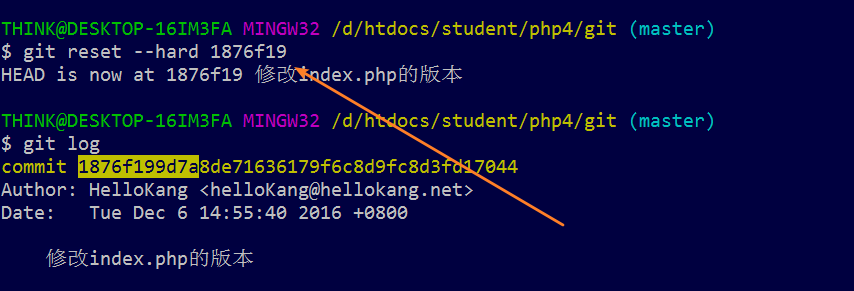 THINK@DESKTOP-16IM3FA MINGW32 /d/htdocs/student/php4/git (master)
$ git reset --hard 1876f19
HEAD is now at 1876f19 修改index.php的版本
THINK@DESKTOP-16IM3FA MINGW32 /d/htdocs/student/php4/git (master)
$ git log
commit 1876f199d7a8de71636179f6c8d9fc8d3fd17044
Author: HelloKang <helloKang@hellokang.net>
Date:   Tue Dec 6 14:55:40 2016 +0800
修改index.php的版本